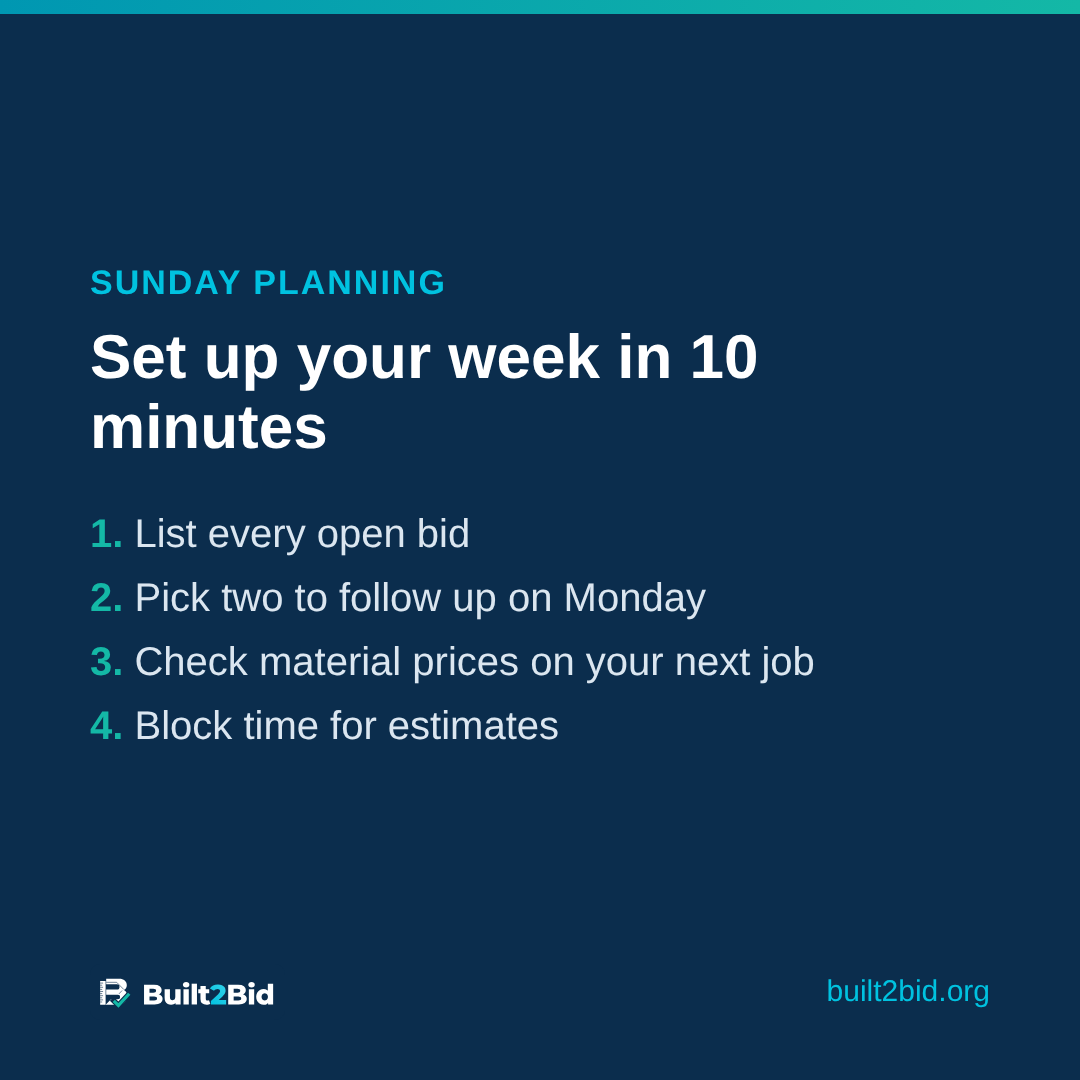 SUNDAY PLANNING
Set up your week in 10
minutes
1. List every open bid
2. Pick two to follow up on Monday
3. Check material prices on your next job
4. Block time for estimates
Built2Bid
built2bid.org